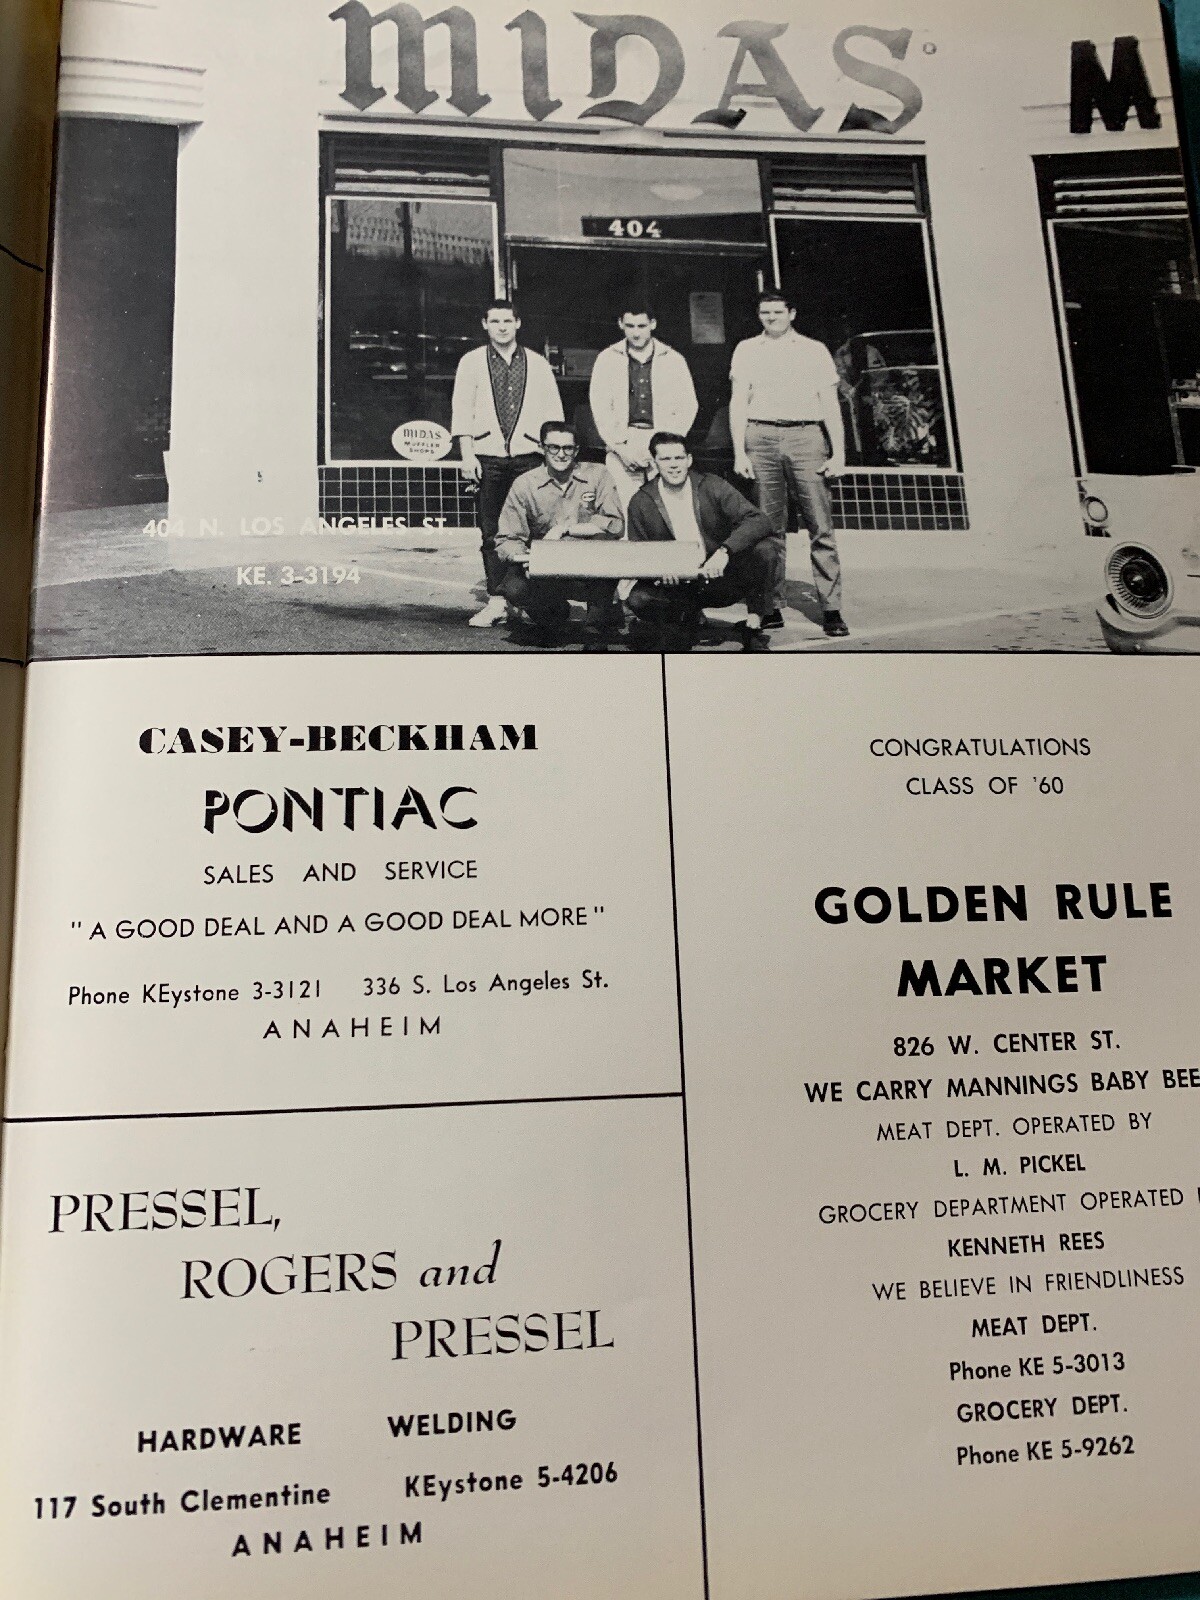 MIDAS®
M
404
MIDAS
MUFFLER
SHOPS
404 N. LOS ANGELES ST.
KE. 3-3194
CASEY-BECKHAM
PONTIAC
SALES AND SERVICE
"A GOOD DEAL AND A GOOD DEAL MORE"
Phone KEystone 3-3121 336 S. Los Angeles St.
ANAHEIM
PRESSEL,
ROGERS and
PRESSEL
HARDWARE WELDING
117 South Clementine KEystone 5-4206
ANAHEIM
CONGRATULATIONS
CLASS OF '60
GOLDEN RULE
MARKET
826 W. CENTER ST.
WE CARRY MANNINGS BABY BEE
MEAT DEPT. OPERATED BY
L. M. PICKEL
GROCERY DEPARTMENT OPERATED
KENNETH REES
WE BELIEVE IN FRIENDLINESS
MEAT DEPT.
Phone KE 5-3013
GROCERY DEPT.
Phone KE 5-9262